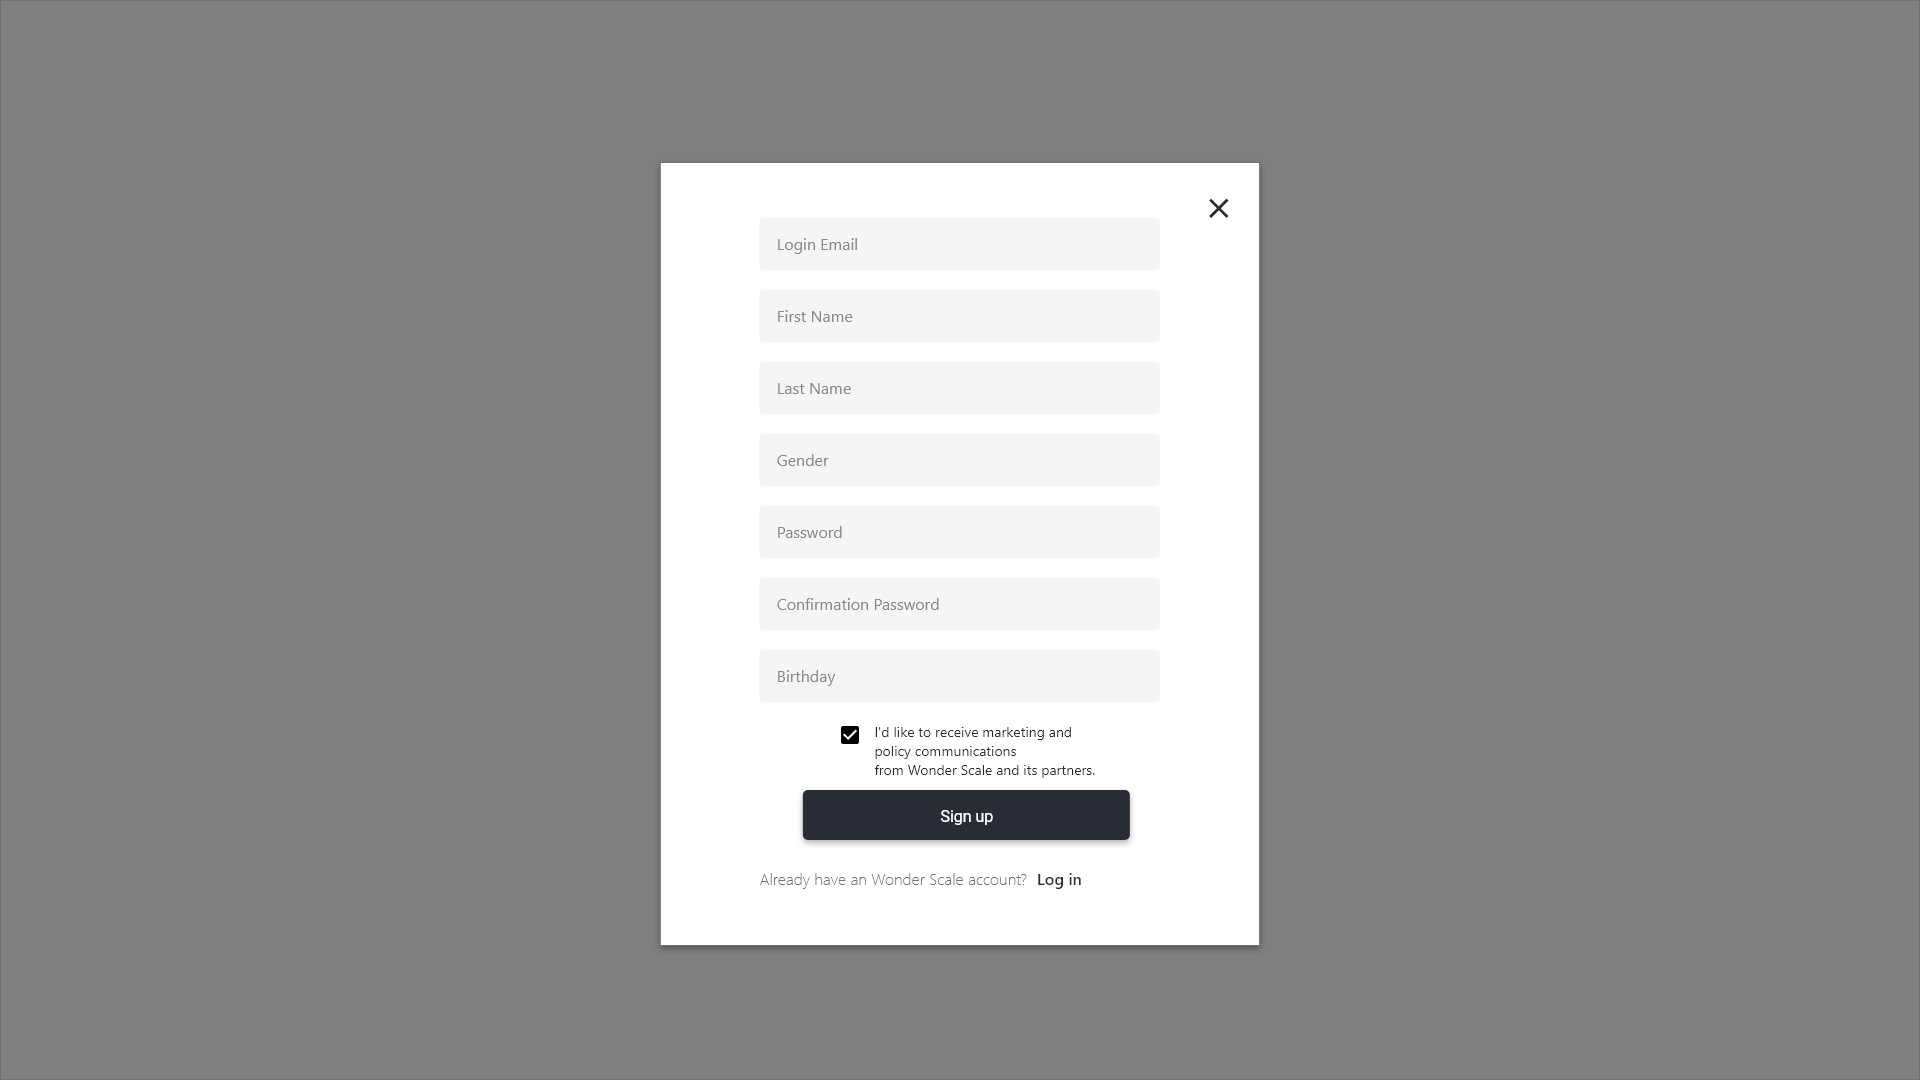 Login Email
First Name
Last Name
Gender
Password
Confirmation Password
Birthday
I'd like to receive marketing and
policy communications
from Wonder Scale and its partners.
Sign up
Already have an Wonder Scale account? Log in